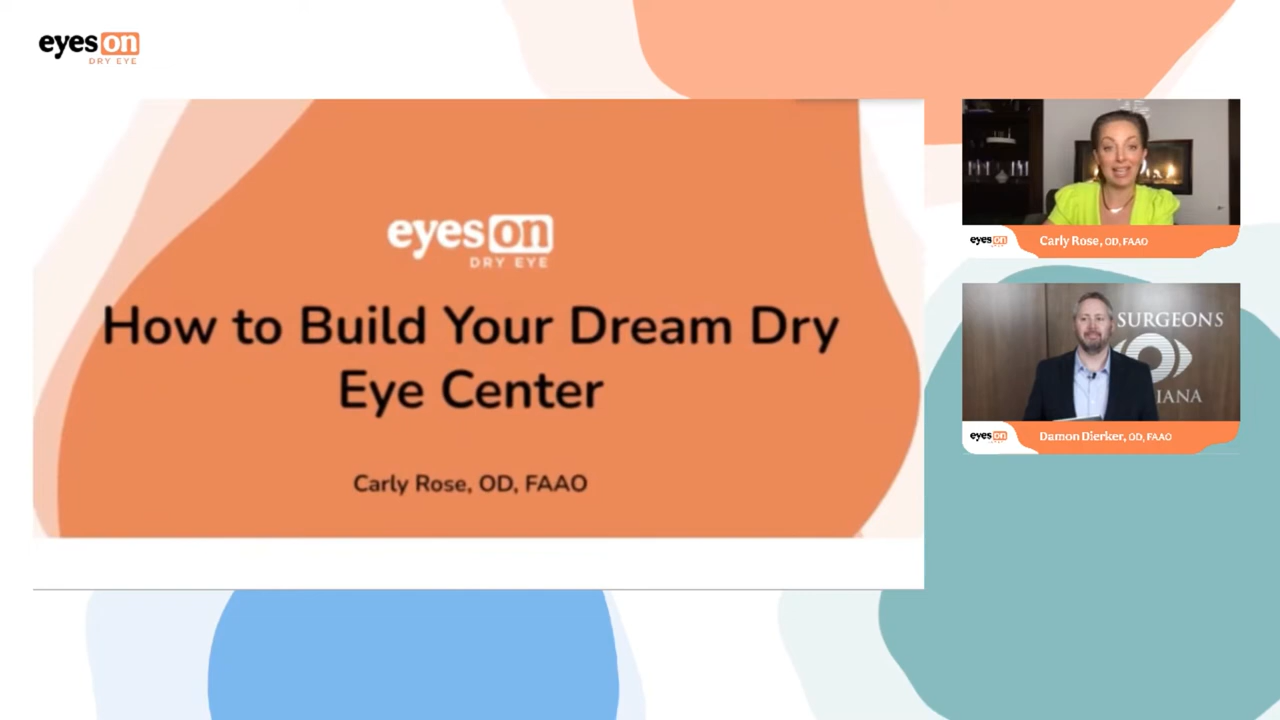 eyes on
DRY EYE
eyes on
DRY EYE
How to Build Your Dream Dry
Eye Center
Carly Rose, OD, FAAO
eyes on
Carly Rose, OD, FAAO
SURGEONS
IANA
eyes on
Damon Dierker, OD, FAAO